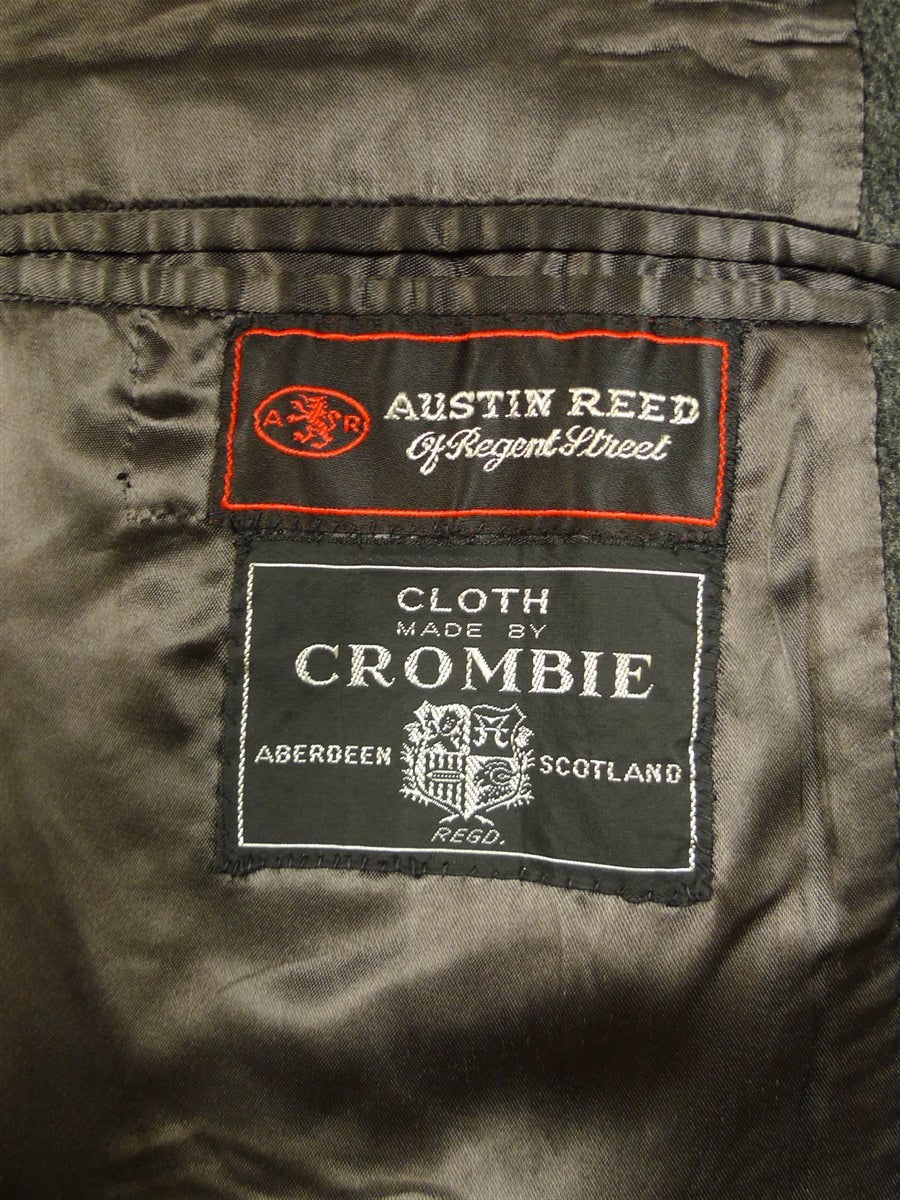 A R
AUSTIN REED
Of Regent Street
CLOTH
MADE BY
CROMBIE
ABERDEEN SCOTLAND
REGD.